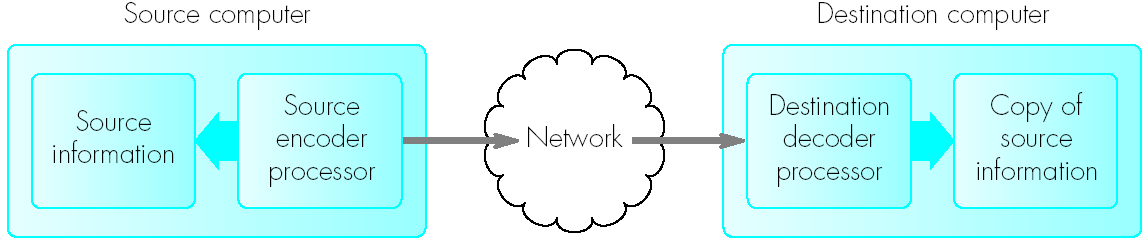 Source computer
Destination computer
Source
information
Source
encoder
processor
Network
Destination
decoder
processor
Copy of
source
information